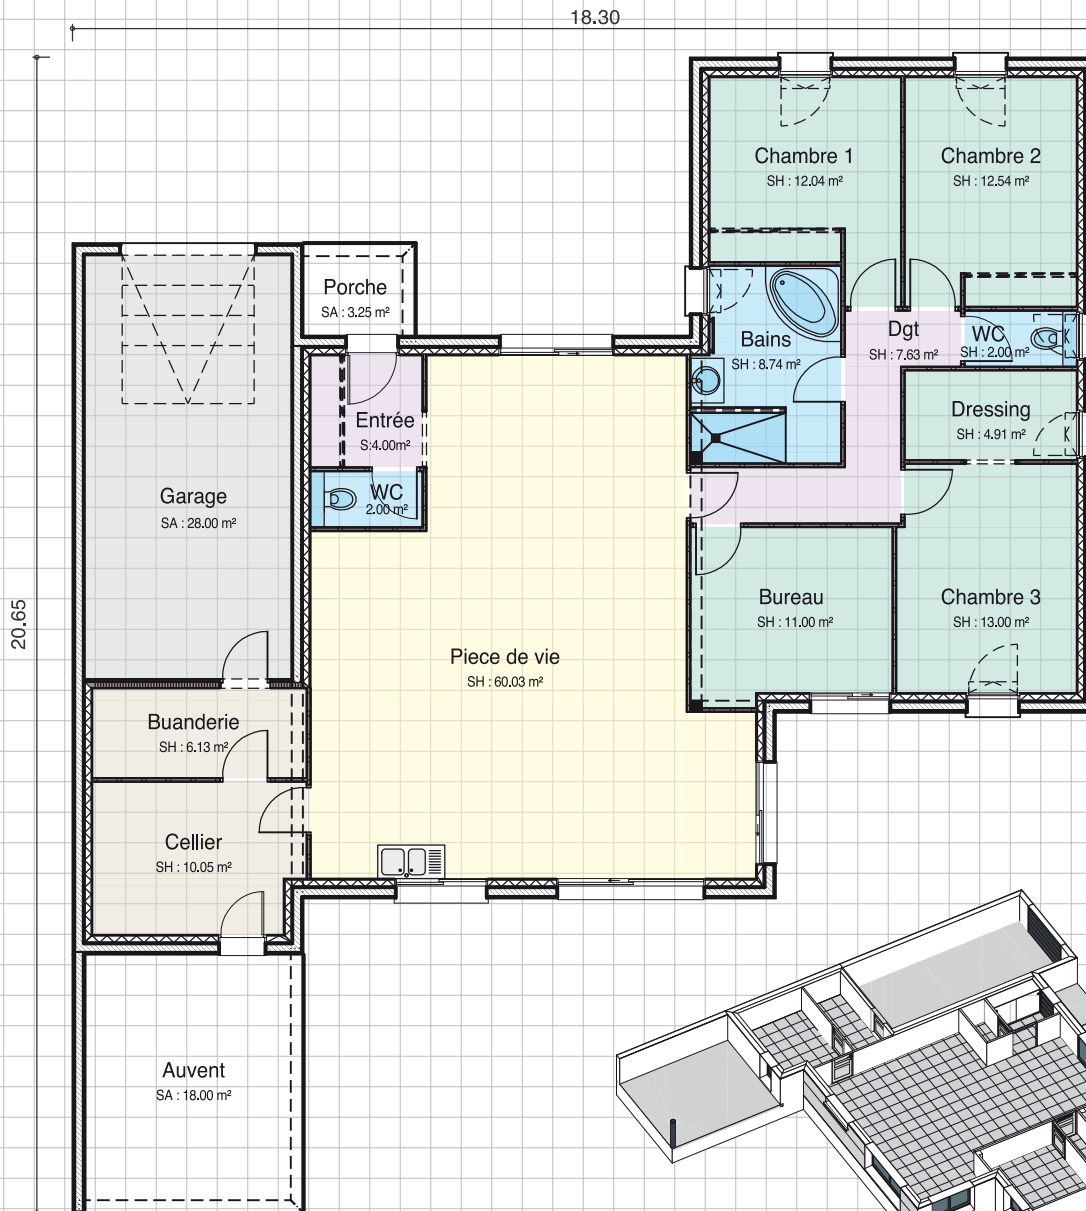 18.30
20.65
Chambre 1
SH : 12.04 m²
Chambre 2
SH : 12.54 m²
Porche
SA : 3.25 m²
Bains
SH : 8.74 m²
Dgt
SH : 7.63 m²
WC
SH : 2.00 m²
Entrée
S:4.00m²
Dressing
SH : 4.91 m²
WC
2.00 m²
Garage
SA : 28.00 m²
Bureau
SH : 11.00 m²
Chambre 3
SH : 13.00 m²
Piece de vie
SH : 60.03 m²
Buanderie
SH : 6.13 m²
Cellier
SH : 10.05 m²
Auvent
SA : 18.00 m²